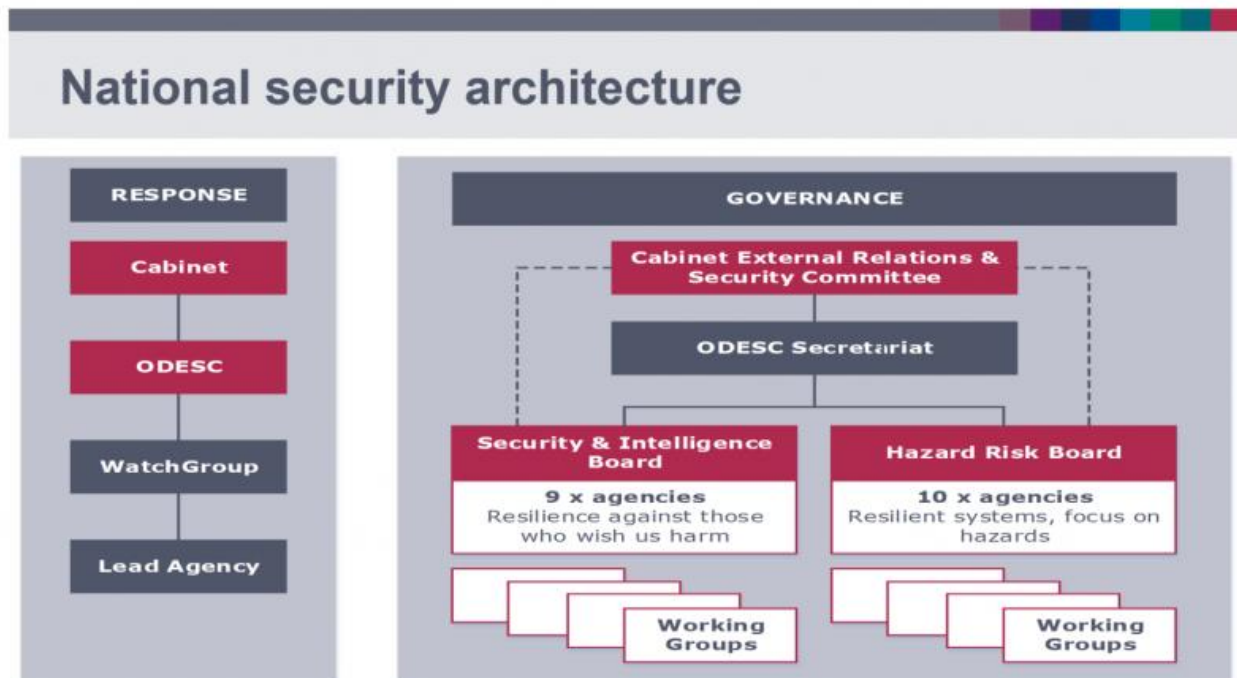 National security architecture
RESPONSE
Cabinet
ODESC
WatchGroup
Lead Agency
GOVERNANCE
Cabinet External Relations &
Security Committee
ODESC Secretariat
Security & Intelligence
Board
9 x agencies
Resilience against those
who wish us harm
Working
Groups
Hazard Risk Board
10 x agencies
Resilient systems, focus on
hazards
Working
Groups